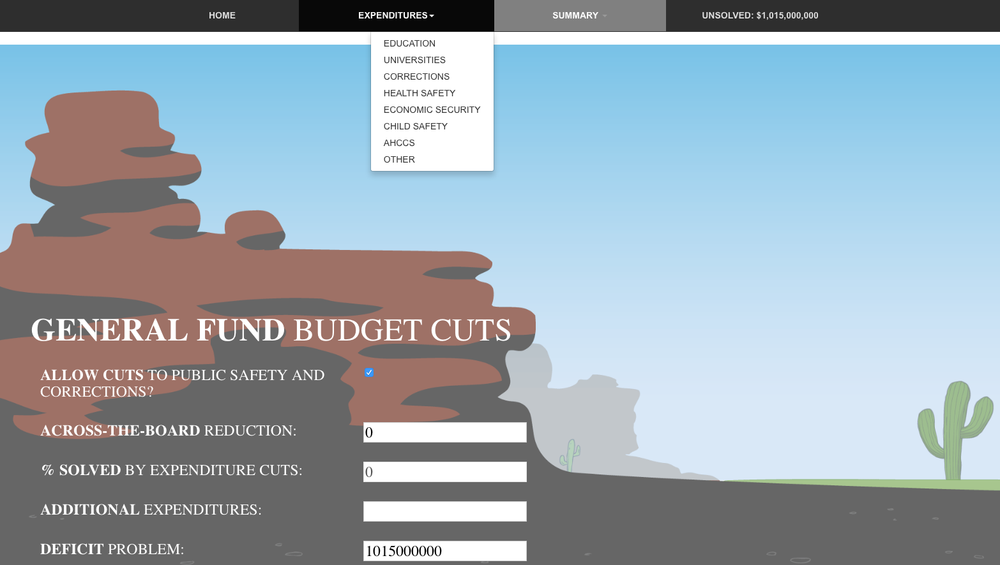 HOME EXPENDITURES SUMMARY UNSOLVED: $1,015,000,000
EDUCATION
UNIVERSITIES
CORRECTIONS
HEALTH SAFETY
ECONOMIC SECURITY
CHILD SAFETY
AHCCS
OTHER
GENERAL FUND BUDGET CUTS
ALLOW CUTS TO PUBLIC SAFETY AND
CORRECTIONS?
ACROSS-THE-BOARD REDUCTION: 0
% SOLVED BY EXPENDITURE CUTS: 0
ADDITIONAL EXPENDITURES:
DEFICIT PROBLEM: 1015000000